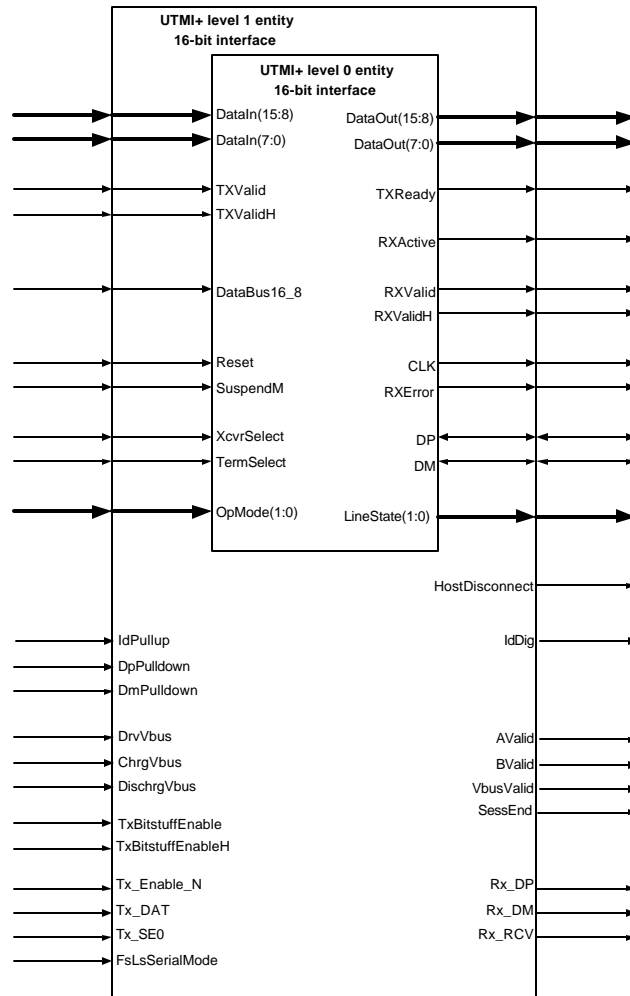 UTMI+ level 1 entity
16-bit interface
UTMI+ level 0 entity
16-bit interface
DataIn(15:8)
DataOut(15:8)
DataIn(7:0)
DataOut(7:0)
TXValid
TXReady
TXValidH
RXActive
DataBus16_8
RXValid
RXValidH
Reset
CLK
SuspendM
RXError
XcvrSelect
DP
TermSelect
DM
OpMode(1:0)
LineState(1:0)
HostDisconnect
IdPullup
IdDig
DpPulldown
DmPulldown
DrvVbus
AValid
ChrgVbus
BValid
DischrgVbus
VbusValid
SessEnd
TxBitstuffEnable
TxBitstuffEnableH
Tx_Enable_N
Rx_DP
Tx_DAT
Rx_DM
Tx_SE0
Rx_RCV
FsLsSerialMode